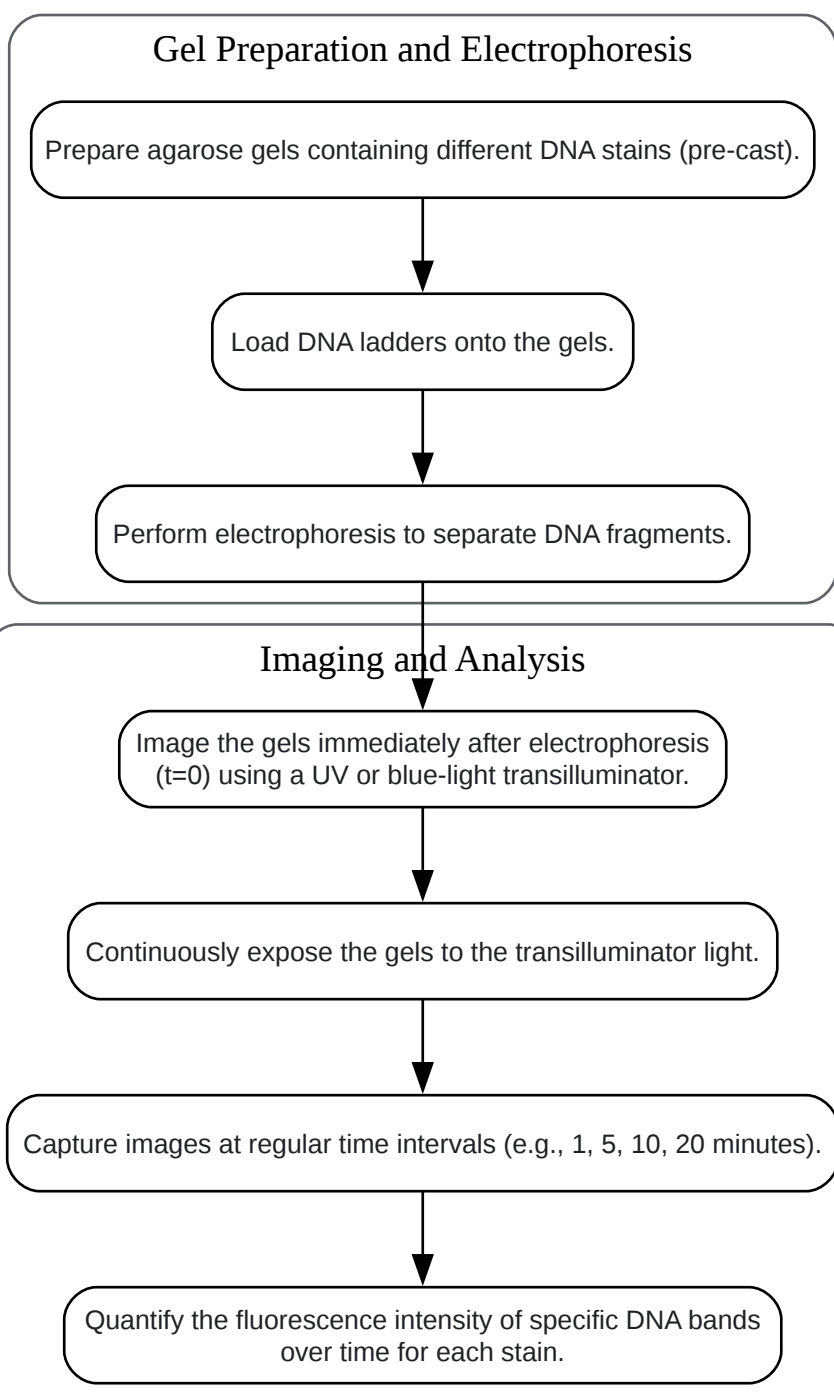 Gel Preparation and Electrophoresis
Prepare agarose gels containing different DNA stains (pre-cast).
Load DNA ladders onto the gels.
Perform electrophoresis to separate DNA fragments.
Imaging and Analysis
Image the gels immediately after electrophoresis
(t=0) using a UV or blue-light transilluminator.
Continuously expose the gels to the transilluminator light.
Capture images at regular time intervals (e.g., 1, 5, 10, 20 minutes).
Quantify the fluorescence intensity of specific DNA bands
over time for each stain.